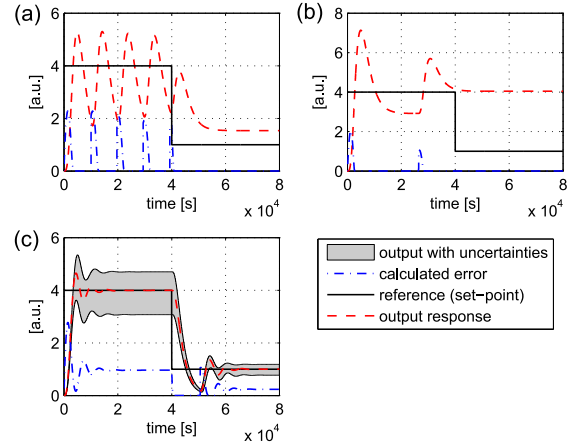 (a)
6
4
2
0
[a.u.]
0 2 4 6 8
time [s]
x 10^4
(b)
8
6
4
2
0
[a.u.]
0 2 4 6 8
time [s]
x 10^4
(c)
6
4
2
0
[a.u.]
0 2 4 6 8
time [s]
x 10^4
output with uncertainties
calculated error
reference (set-point)
output response